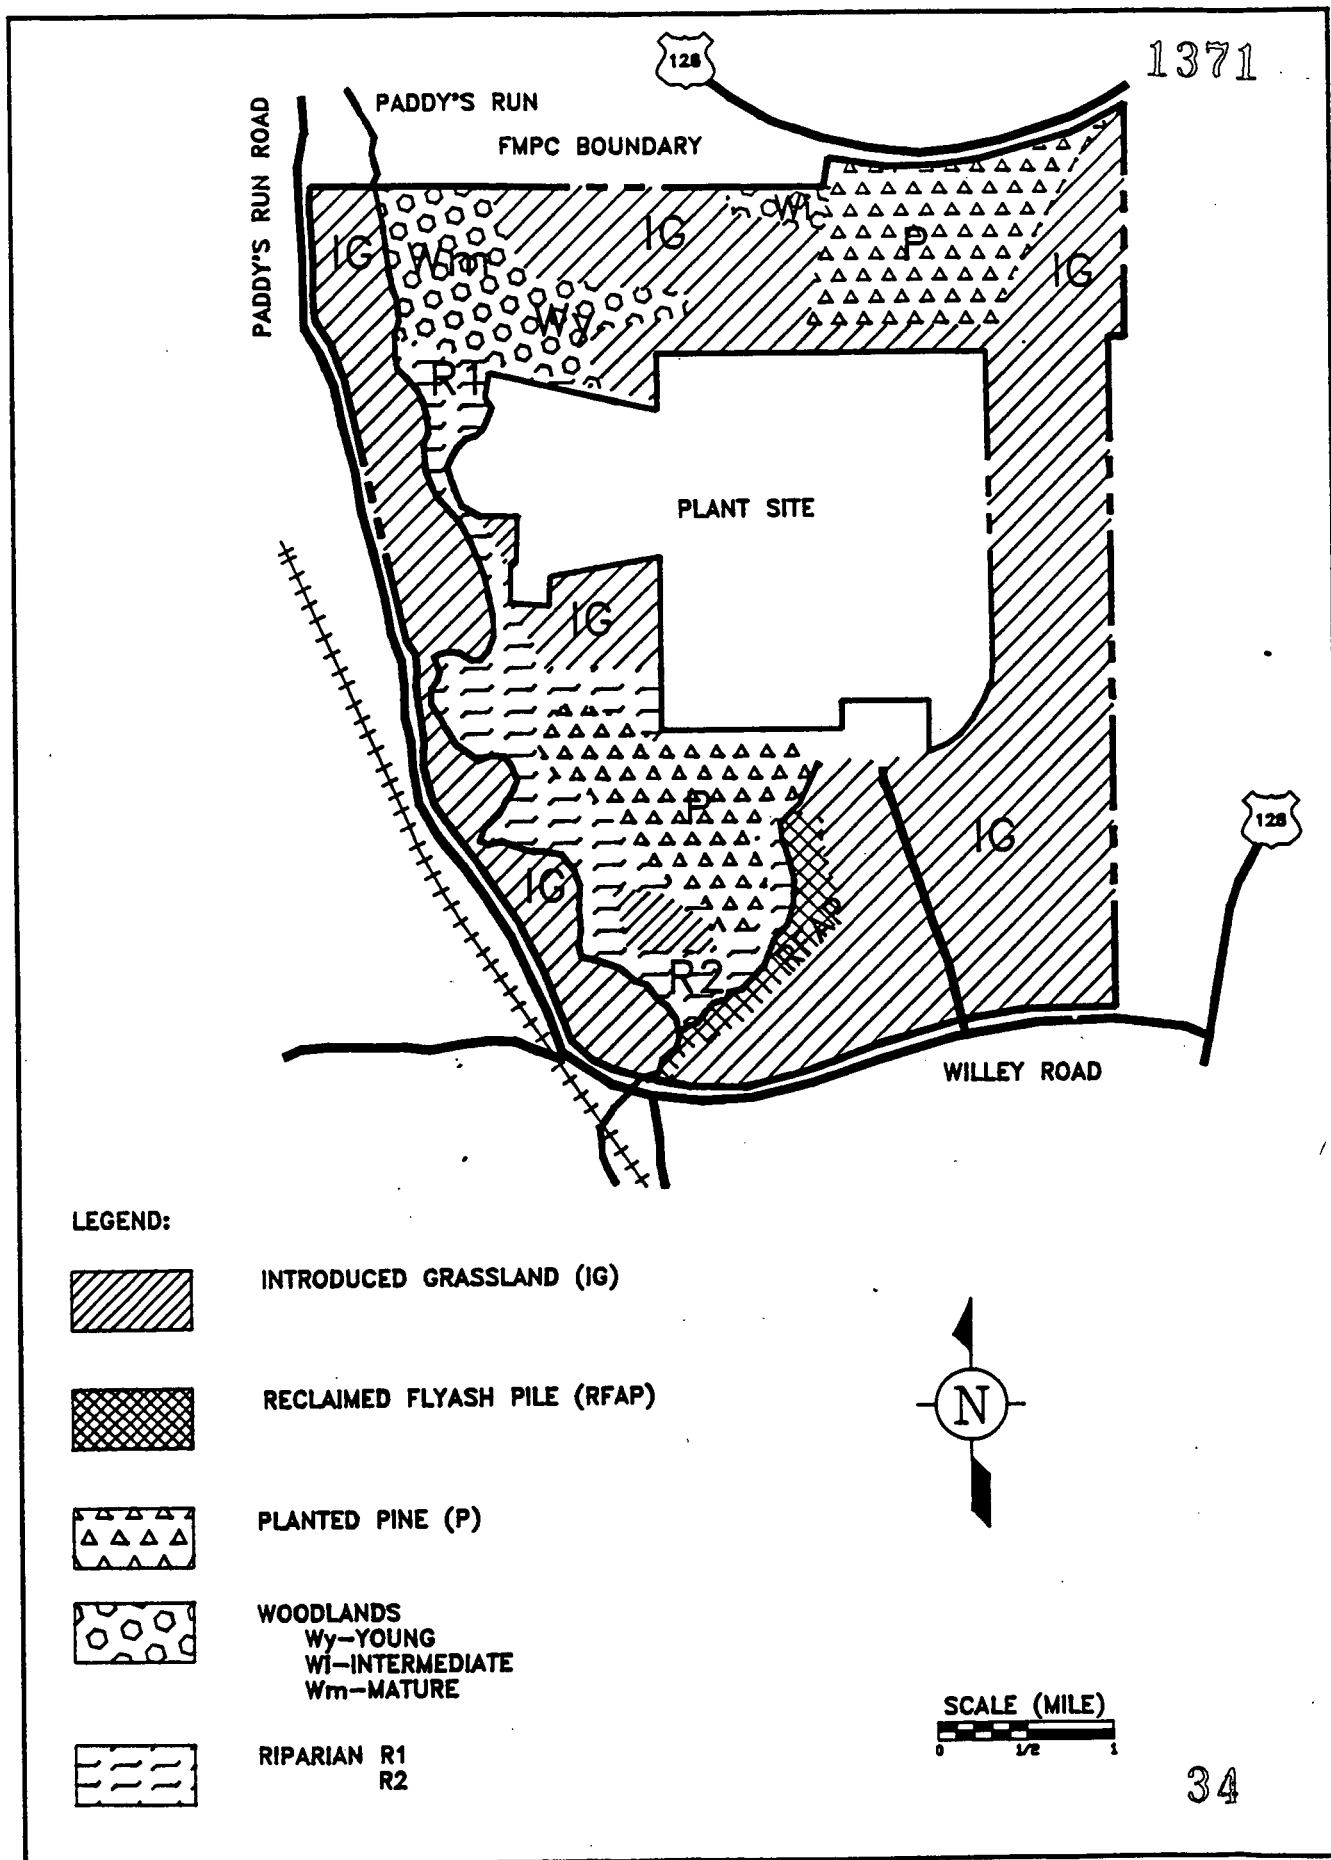 1371
128
PADDY'S RUN
PADDY'S RUN ROAD
FMPC BOUNDARY
Wi
IG
IG
Wm
P
IG
Wy
R1
PLANT SITE
IG
P
IG
128
IG
RFAP
R2
WILLEY ROAD
LEGEND:
INTRODUCED GRASSLAND (IG)
RECLAIMED FLYASH PILE (RFAP)
N
PLANTED PINE (P)
WOODLANDS
Wy-YOUNG
WI-INTERMEDIATE
Wm-MATURE
SCALE (MILE)
0 1/2 1
RIPARIAN R1
R2
34